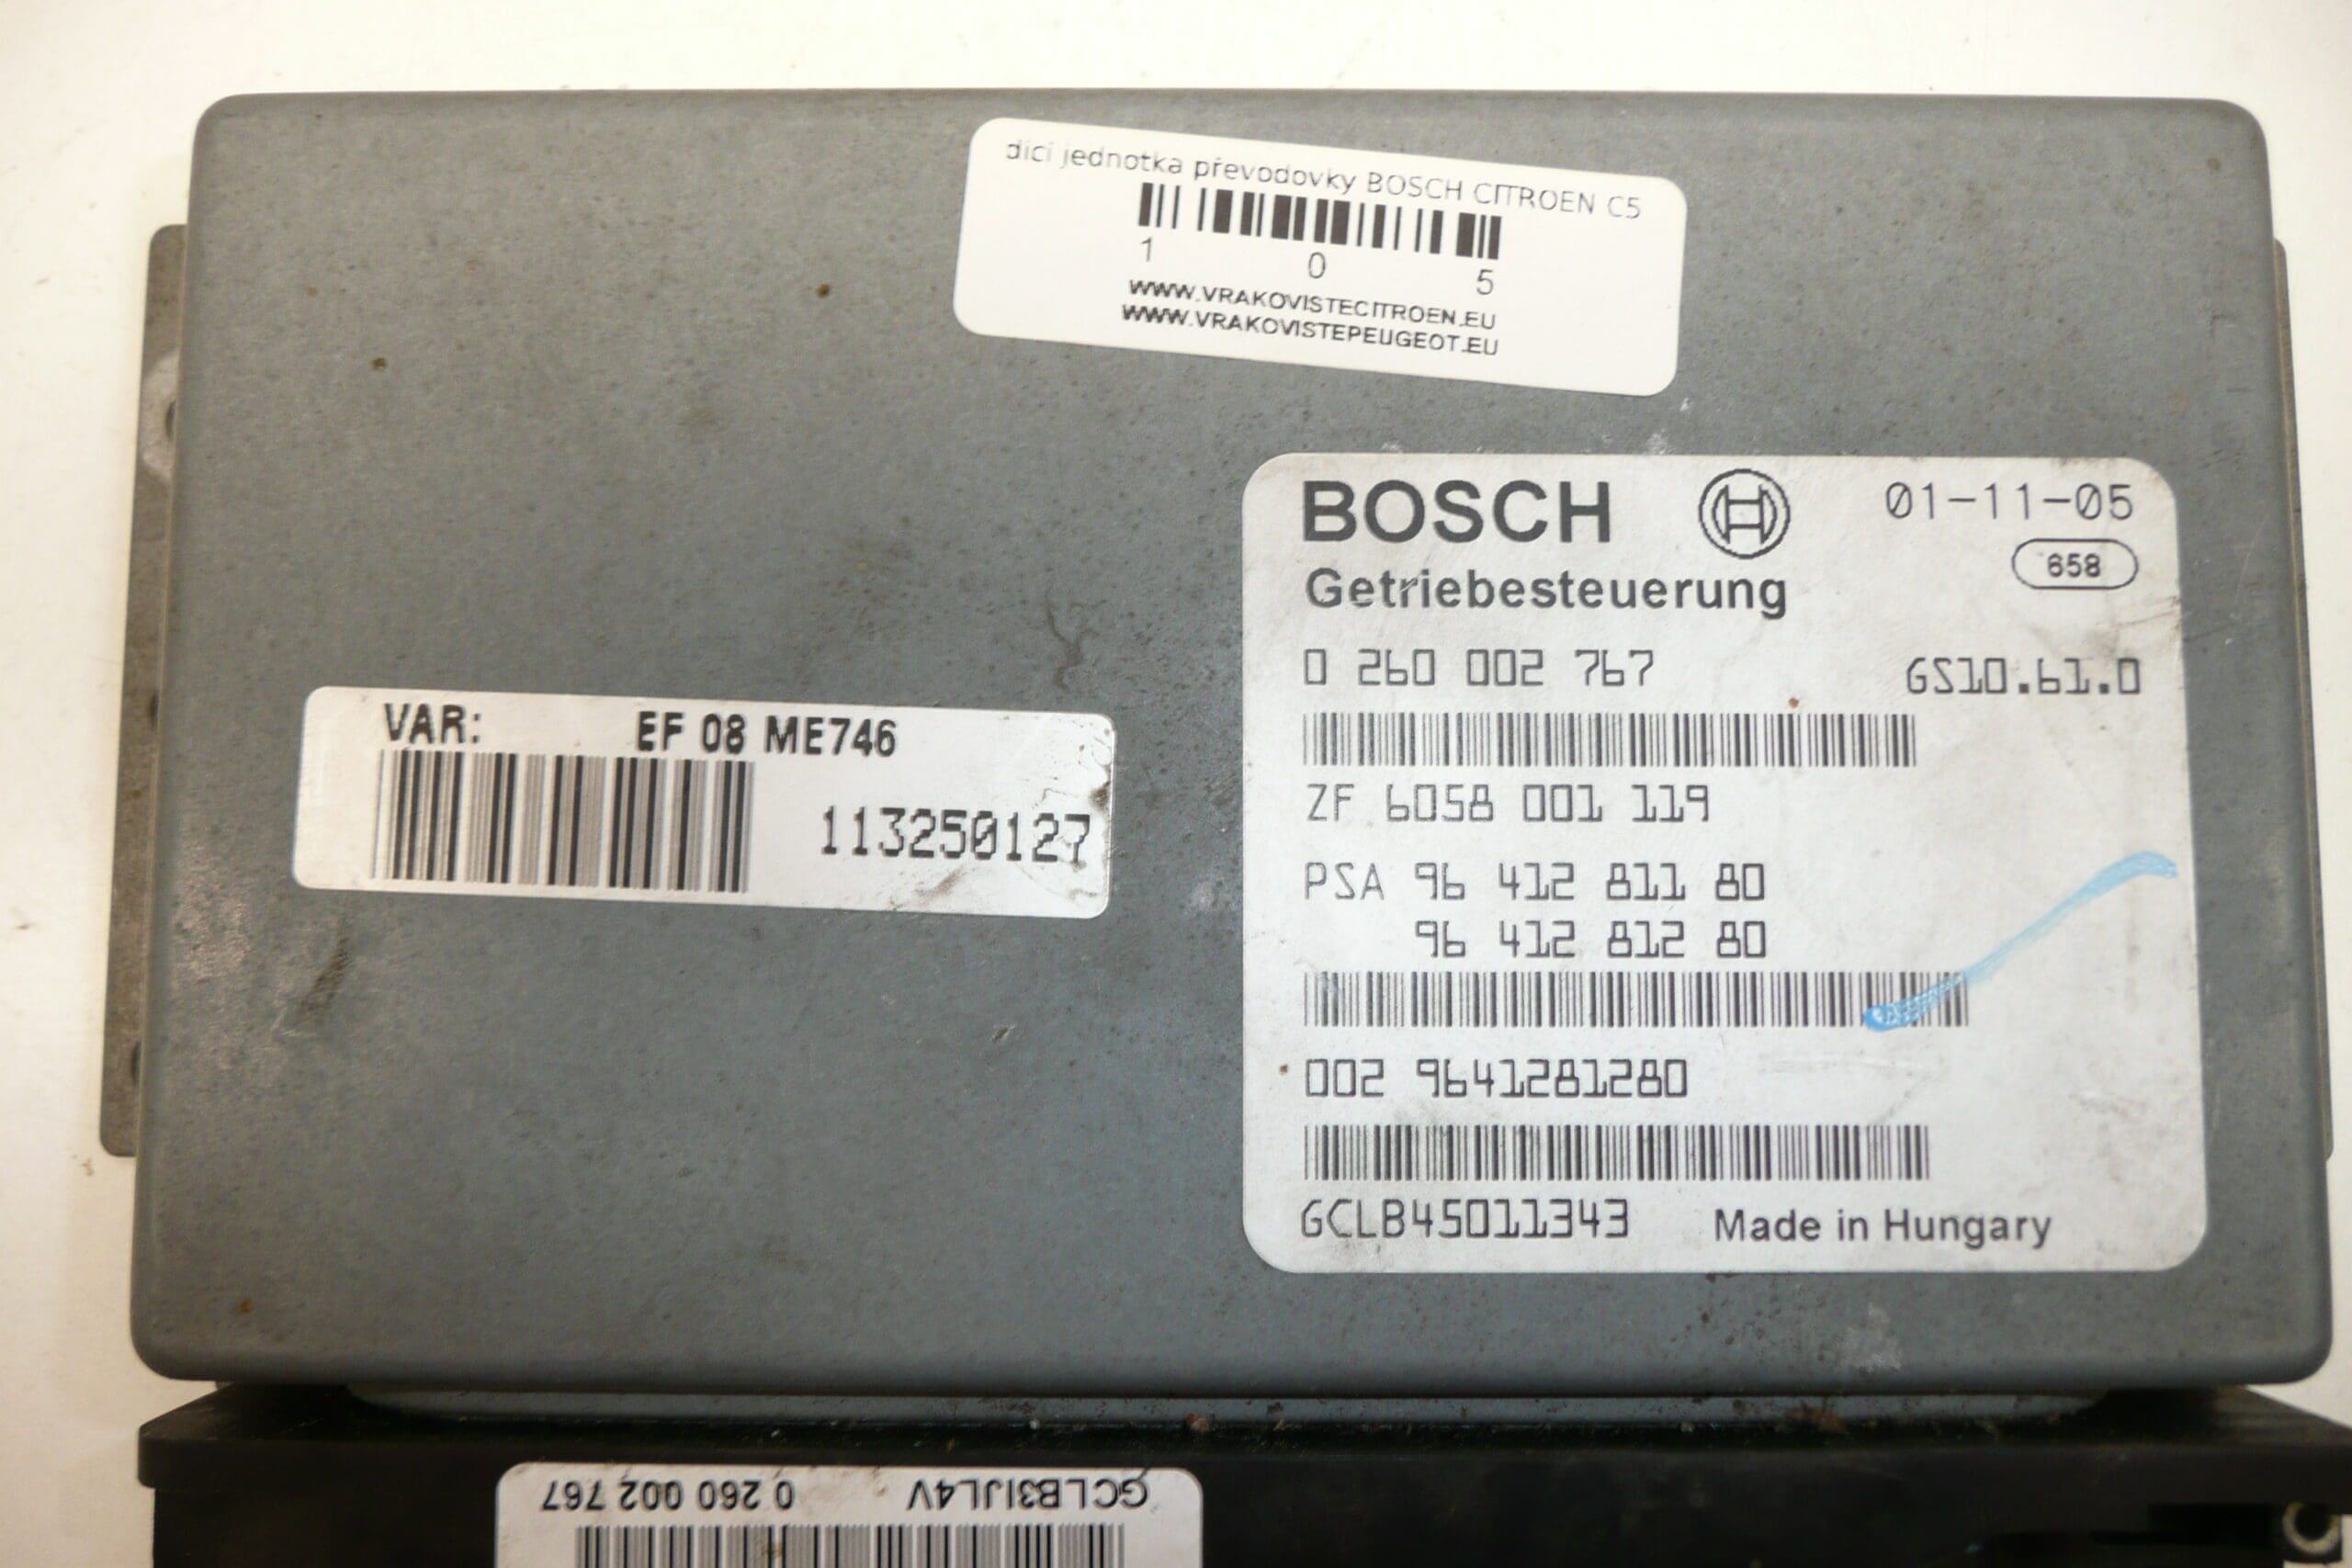 dicí jednotka převodovky BOSCH CITROEN C5
1 0 5
WWW.VRAKOVISTECITROEN.EU
WWW.VRAKOVISTEPEUGEOT.EU
BOSCH 01-11-05
658
Getriebesteuerung
0 260 002 767 GS10.61.0
ZF 6058 001 119
PSA 96 412 811 80
96 412 812 80
002 9641281280
GCLB45011343 Made in Hungary
VAR: EF 08 ME746
113250127
GCLB31JL4V 0 260 002 767